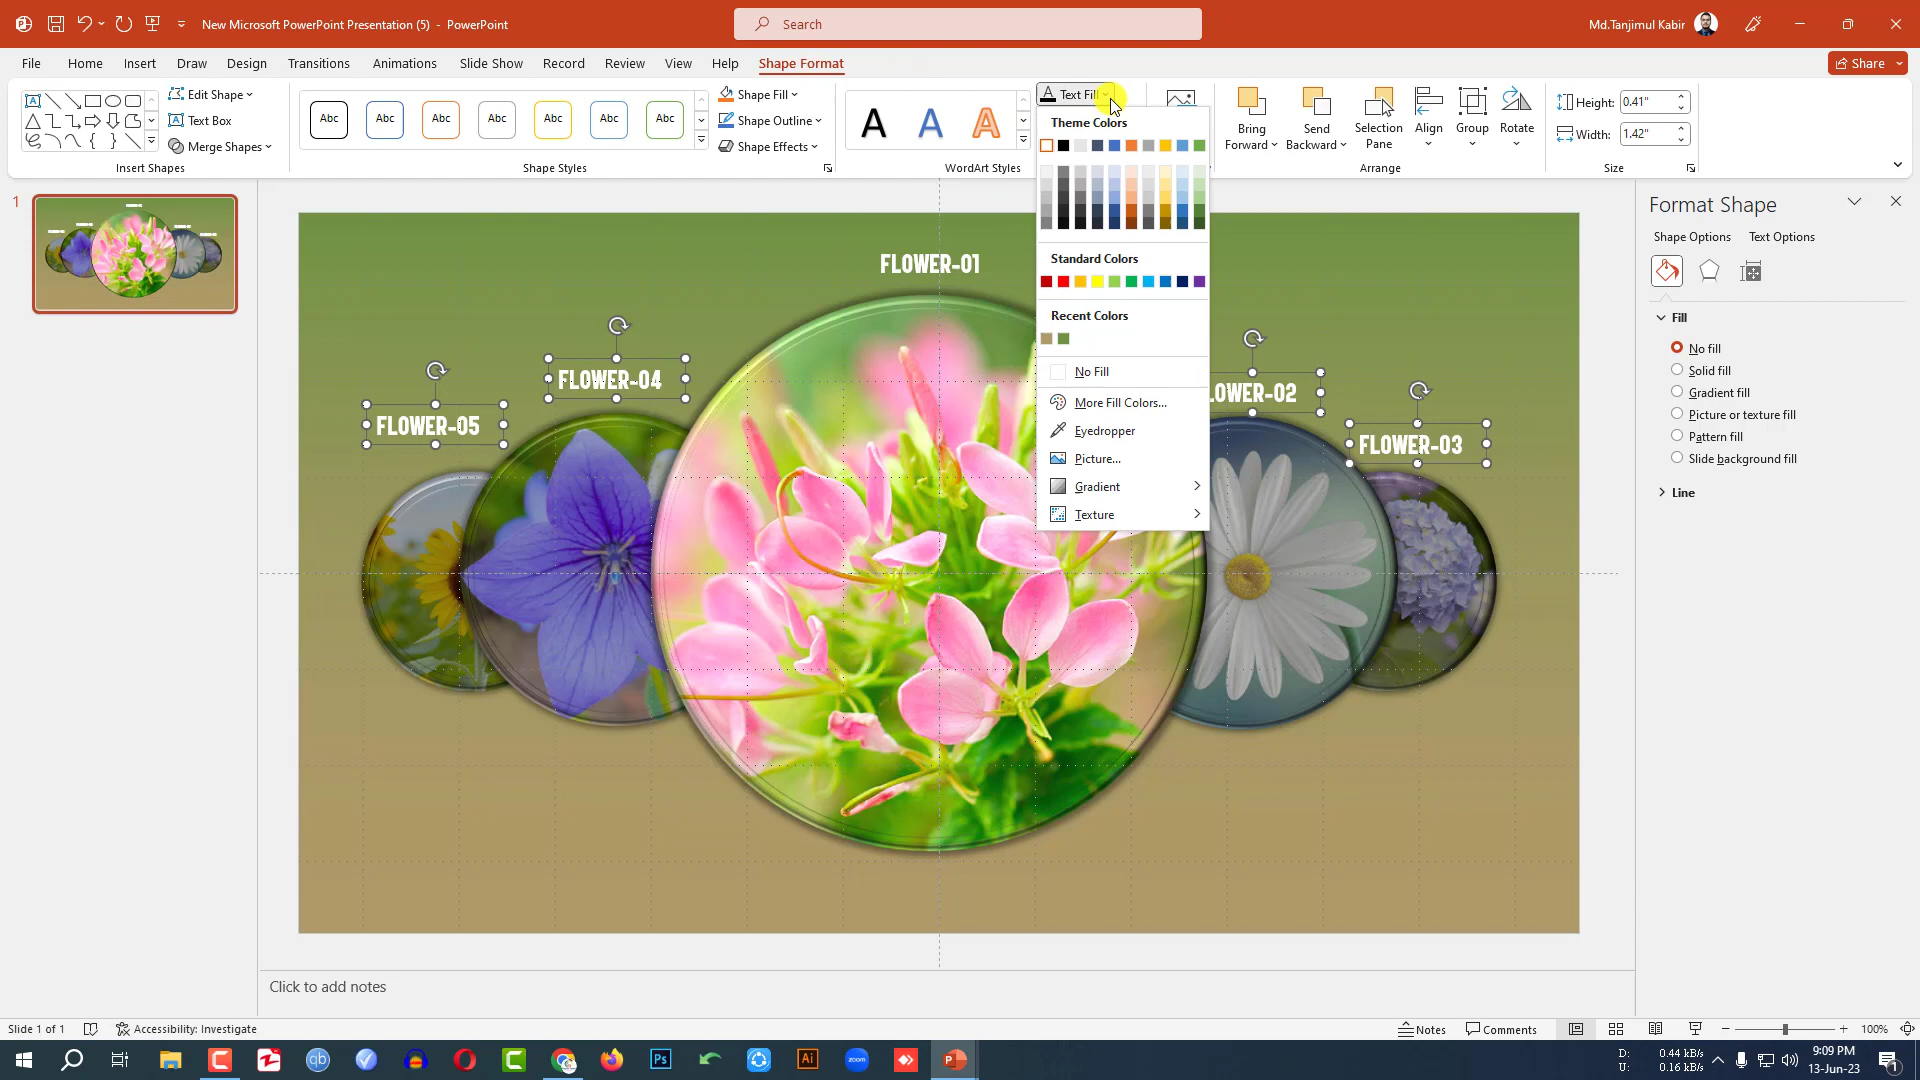 New Microsoft PowerPoint Presentation (5) - PowerPoint
Search
Md.Tanjimul Kabir
File
Home
Insert
Draw
Design
Transitions
Animations
Slide Show
Record
Review
View
Help
Shape Format
Share
Edit Shape
Text Box
Merge Shapes
Insert Shapes
Abc
Abc
Abc
Abc
Abc
Abc
Abc
Shape Fill
Shape Outline
Shape Effects
Shape Styles
A
A
A
WordArt Styles
Text Fill
Bring
Forward
Send
Backward
Selection
Pane
Align
Group
Rotate
Arrange
Height:
0.41"
Width:
1.42"
Size
Theme Colors
Standard Colors
Recent Colors
No Fill
More Fill Colors...
Eyedropper
Picture...
Gradient
Texture
1
FLOWER-01
FLOWER-04
FLOWER-05
LOWER-02
FLOWER-03
Format Shape
Shape Options
Text Options
Fill
No fill
Solid fill
Gradient fill
Picture or texture fill
Pattern fill
Slide background fill
Line
Click to add notes
Slide 1 of 1
Accessibility: Investigate
Notes
Comments
100%
qb
Ps
Ai
zoom
D:
0.44 kB/s
U:
0.16 kB/s
9:09 PM
13-Jun-23
1